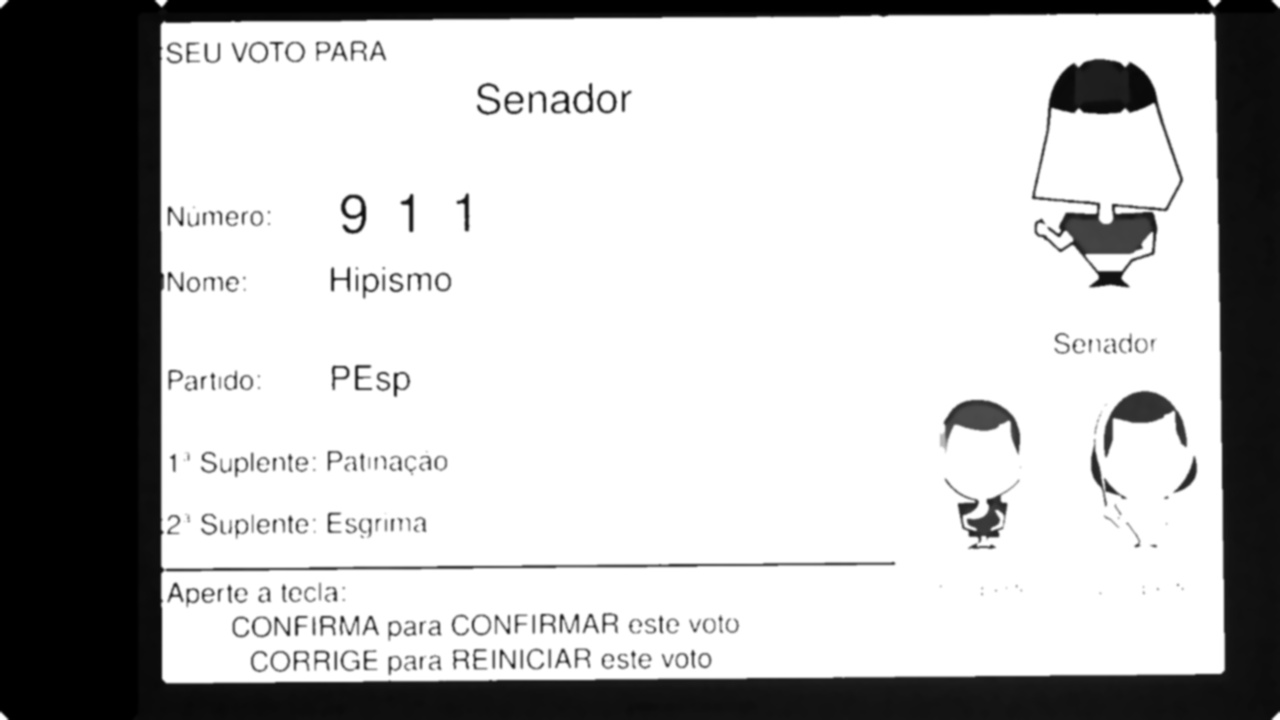 SEU VOTO PARA
Senador
Número: 9 1 1
Nome: Hipismo
Partido: PEsp
1ª Suplente: Patinação
2ª Suplente: Esgrima
Senador
Aperte a tecla:
CONFIRMA para CONFIRMAR este voto
CORRIGE para REINICIAR este voto